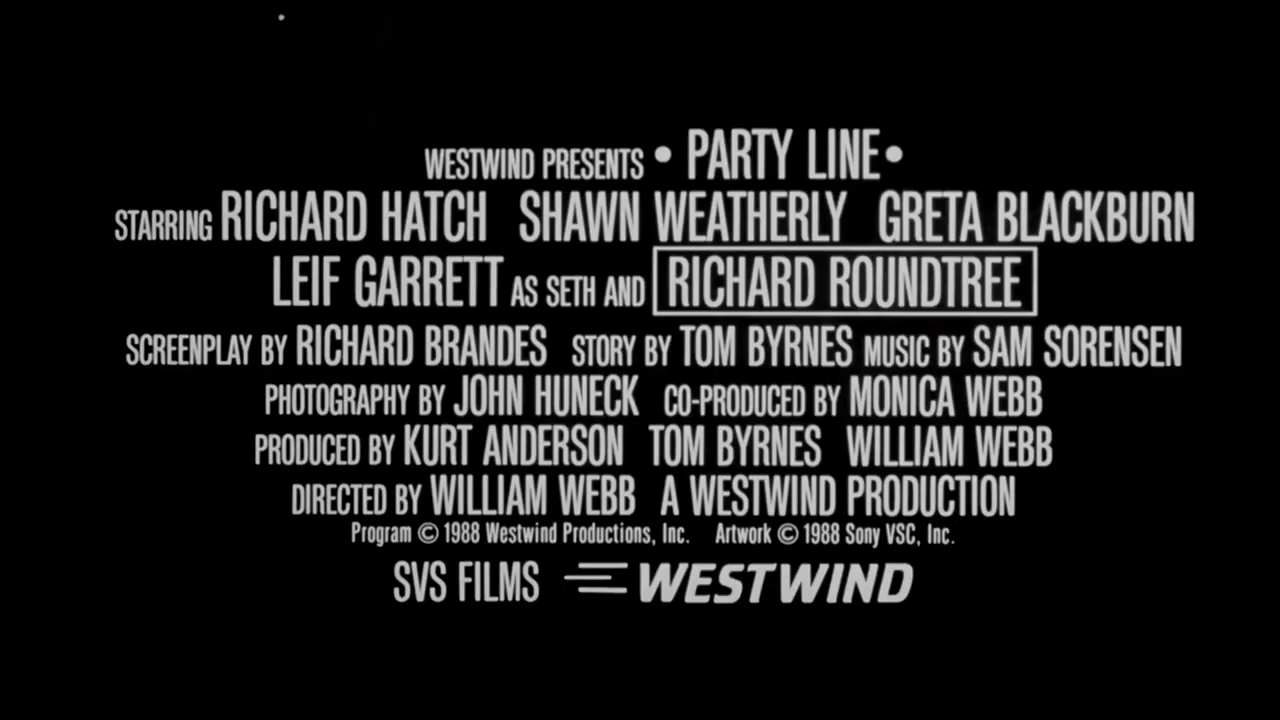 WESTWIND PRESENTS • PARTY LINE•
STARRING RICHARD HATCH SHAWN WEATHERLY GRETA BLACKBURN
LEIF GARRETT AS SETH AND RICHARD ROUNDTREE
SCREENPLAY BY RICHARD BRANDES STORY BY TOM BYRNES MUSIC BY SAM SORENSEN
PHOTOGRAPHY BY JOHN HUNECK CO-PRODUCED BY MONICA WEBB
PRODUCED BY KURT ANDERSON TOM BYRNES WILLIAM WEBB
DIRECTED BY WILLIAM WEBB A WESTWIND PRODUCTION
Program © 1988 Westwind Productions, Inc. Artwork © 1988 Sony VSC, Inc.
SVS FILMS WESTWIND